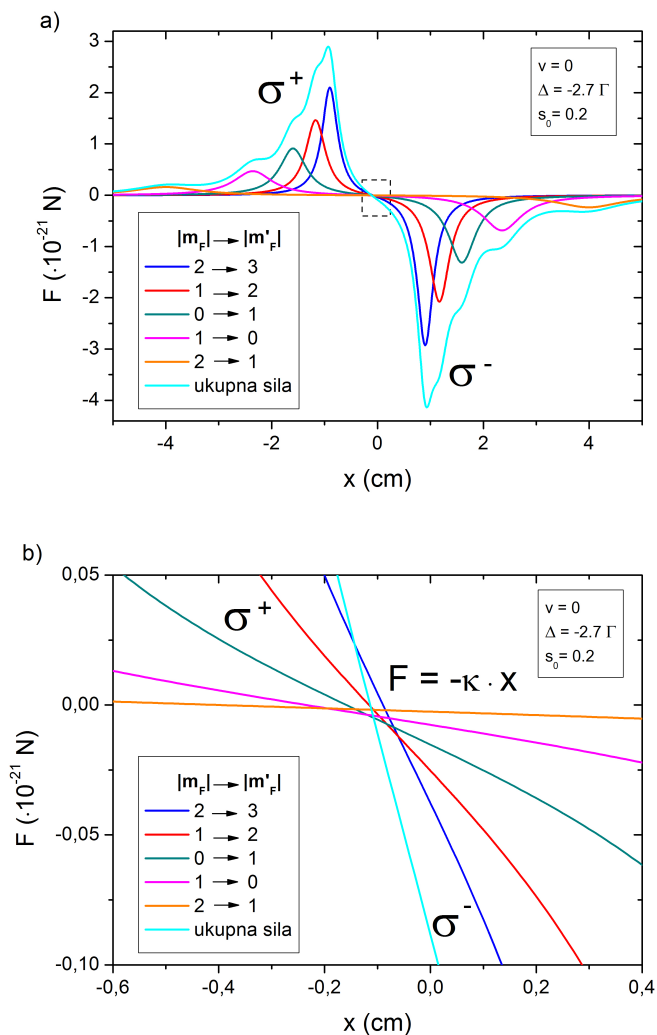 a)
3
2
1
0
-1
-2
-3
-4
F (·10⁻²¹ N)
σ⁺
σ⁻
v = 0
Δ = -2.7 Γ
s₀ = 0.2
|m_F| → |m'_F|
2 → 3
1 → 2
0 → 1
1 → 0
2 → 1
ukupna sila
-4 -2 0 2 4
x (cm)
b)
0,05
0,00
-0,05
-0,10
F (·10⁻²¹ N)
σ⁺
F = -κ · x
σ⁻
v = 0
Δ = -2.7 Γ
s₀ = 0.2
|m_F| → |m'_F|
2 → 3
1 → 2
0 → 1
1 → 0
2 → 1
ukupna sila
-0,6 -0,4 -0,2 0,0 0,2 0,4
x (cm)